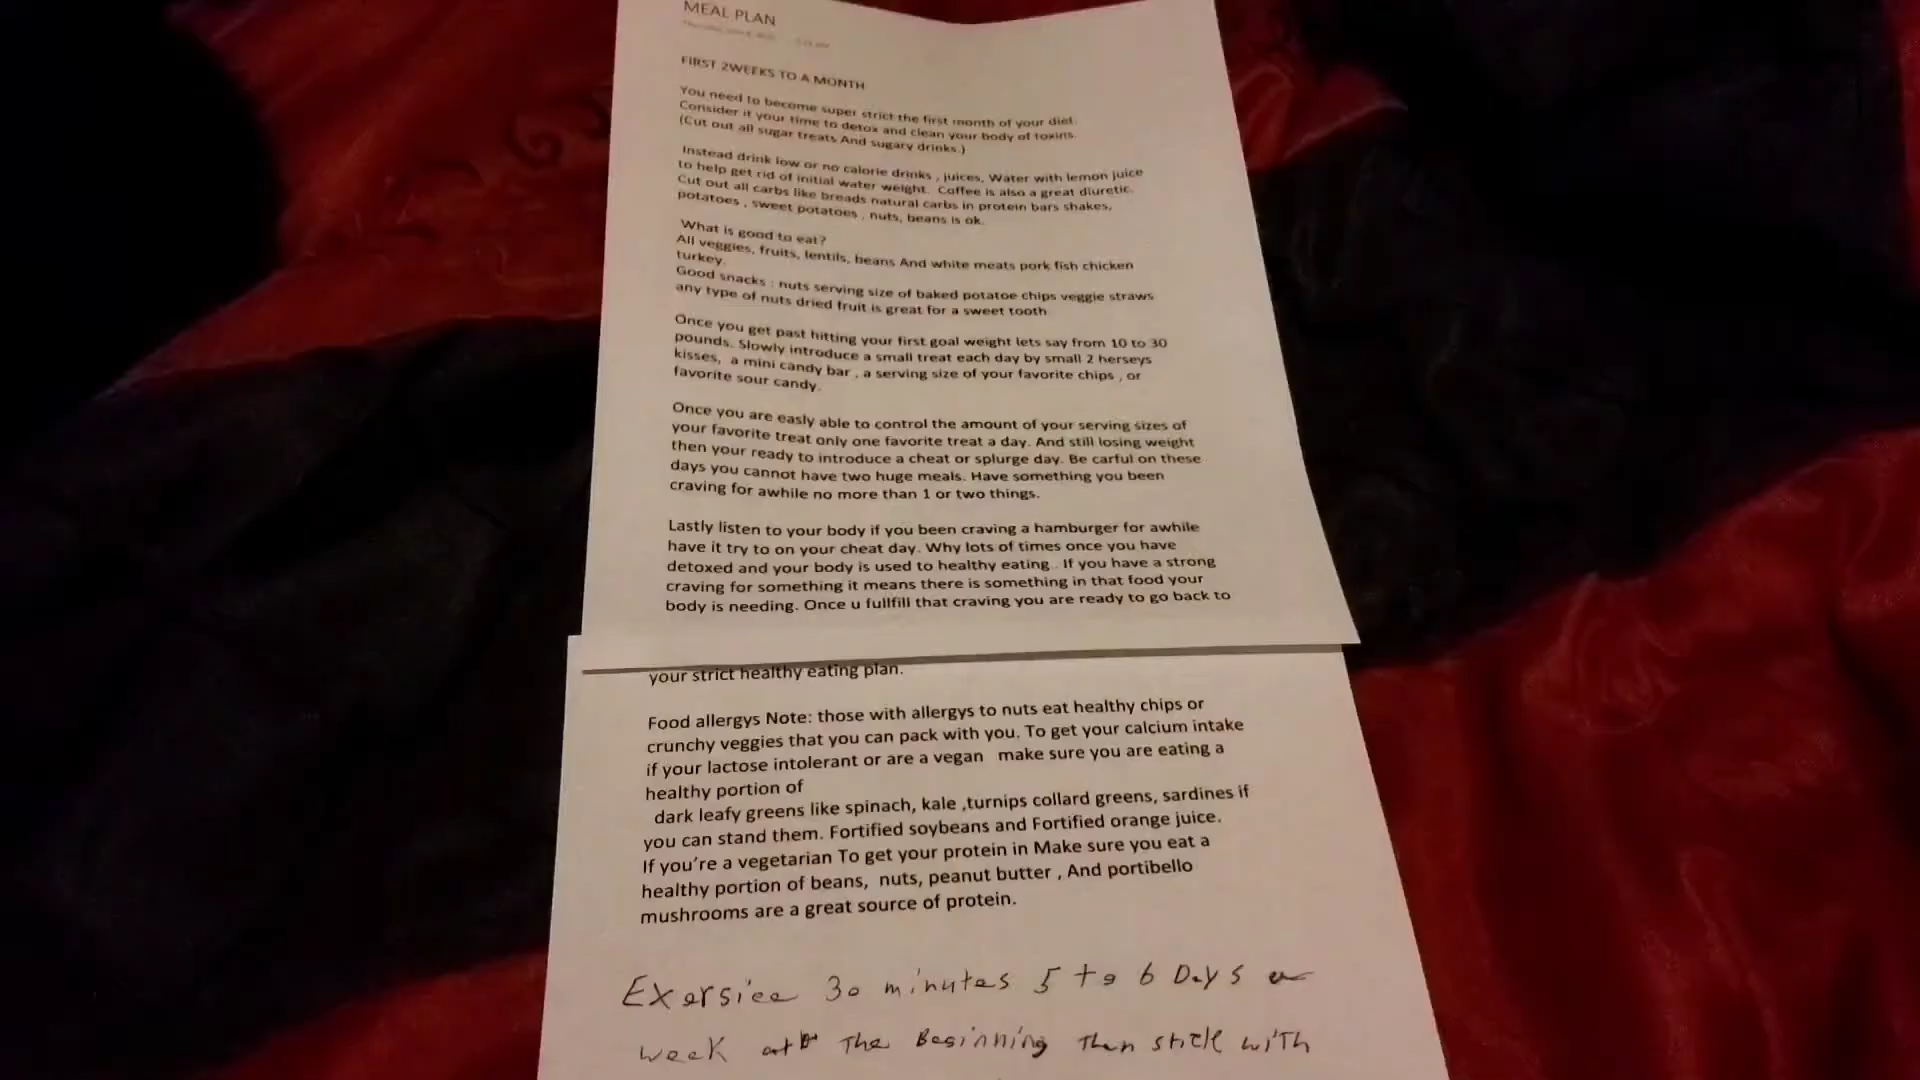 MEAL PLAN
FIRST 2WEEKS TO A MONTH
You need to become super strict the first month of your diet.
Consider it your time to detox and clean your body of toxins.
(Cut out all sugar treats And sugary drinks.)
Instead drink low or no calorie drinks , juices, Water with lemon juice
to help get rid of initial water weight. Coffee is also a great diuretic.
Cut out all carbs like breads natural carbs in protein bars shakes,
potatoes , sweet potatoes , nuts, beans is ok.
What is good to eat?
All veggies, fruits, lentils, beans And white meats pork fish chicken
turkey.
Good snacks : nuts serving size of baked potatoe chips veggie straws
any type of nuts dried fruit is great for a sweet tooth
Once you get past hitting your first goal weight lets say from 10 to 30
pounds. Slowly introduce a small treat each day by small 2 herseys
kisses, a mini candy bar , a serving size of your favorite chips , or
favorite sour candy.
Once you are easly able to control the amount of your serving sizes of
your favorite treat only one favorite treat a day. And still losing weight
then your ready to introduce a cheat or splurge day. Be carful on these
days you cannot have two huge meals. Have something you been
craving for awhile no more than 1 or two things.
Lastly listen to your body if you been craving a hamburger for awhile
have it try to on your cheat day. Why lots of times once you have
detoxed and your body is used to healthy eating . If you have a strong
craving for something it means there is something in that food your
body is needing. Once u fullfill that craving you are ready to go back to
your strict healthy eating plan.
Food allergys Note: those with allergys to nuts eat healthy chips or
crunchy veggies that you can pack with you. To get your calcium intake
if your lactose intolerant or are a vegan make sure you are eating a
healthy portion of
dark leafy greens like spinach, kale ,turnips collard greens, sardines if
you can stand them. Fortified soybeans and Fortified orange juice.
If you're a vegetarian To get your protein in Make sure you eat a
healthy portion of beans, nuts, peanut butter , And portibello
mushrooms are a great source of protein.
Exersice 30 minutes 5 to 6 Days a
week at The Beginning Then stick with